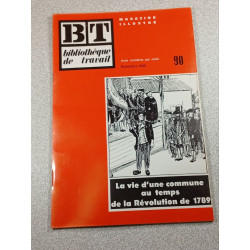 BT
MAGAZINE
ILLUSTRÉ
bibliothèque
de travail
90
La vie d'une commune
au temps
de la Révolution de 1789